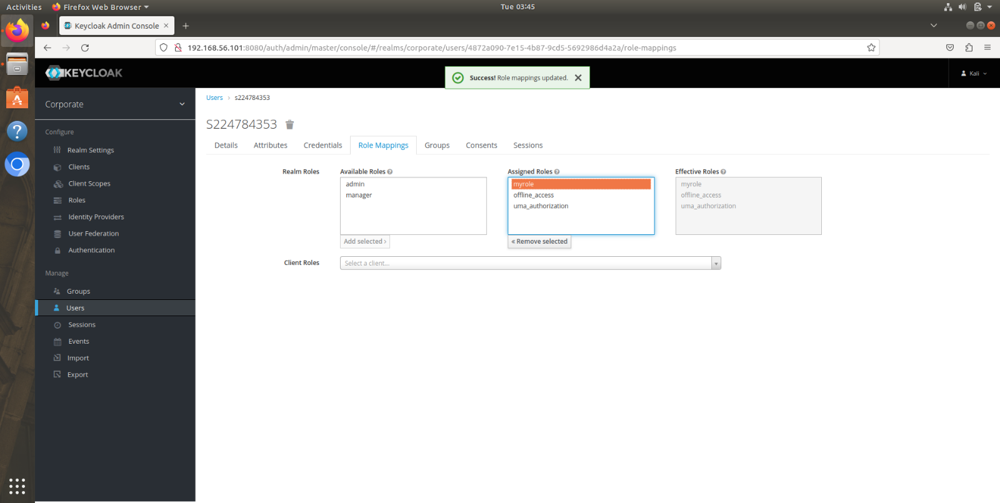 Activities Firefox Web Browser Tue 03:45
Keycloak Admin Console × +
192.168.56.101:8080/auth/admin/master/console/#/realms/corporate/users/4872a090-7e15-4b87-9cd5-5692986d4a2a/role-mappings
KEYCLOAK
Success! Role mappings updated.
Kali
Corporate
Configure
Realm Settings
Clients
Client Scopes
Roles
Identity Providers
User Federation
Authentication
Manage
Groups
Users
Sessions
Events
Import
Export
Users › s224784353
S224784353
Details Attributes Credentials Role Mappings Groups Consents Sessions
Realm Roles
Available Roles ?
admin
manager
Add selected ›
Assigned Roles ?
myrole
offline_access
uma_authorization
« Remove selected
Effective Roles ?
myrole
offline_access
uma_authorization
Client Roles Select a client...